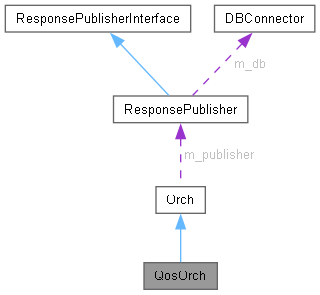 ResponsePublisherInterface
DBConnector
m_db
ResponsePublisher
m_publisher
Orch
QosOrch